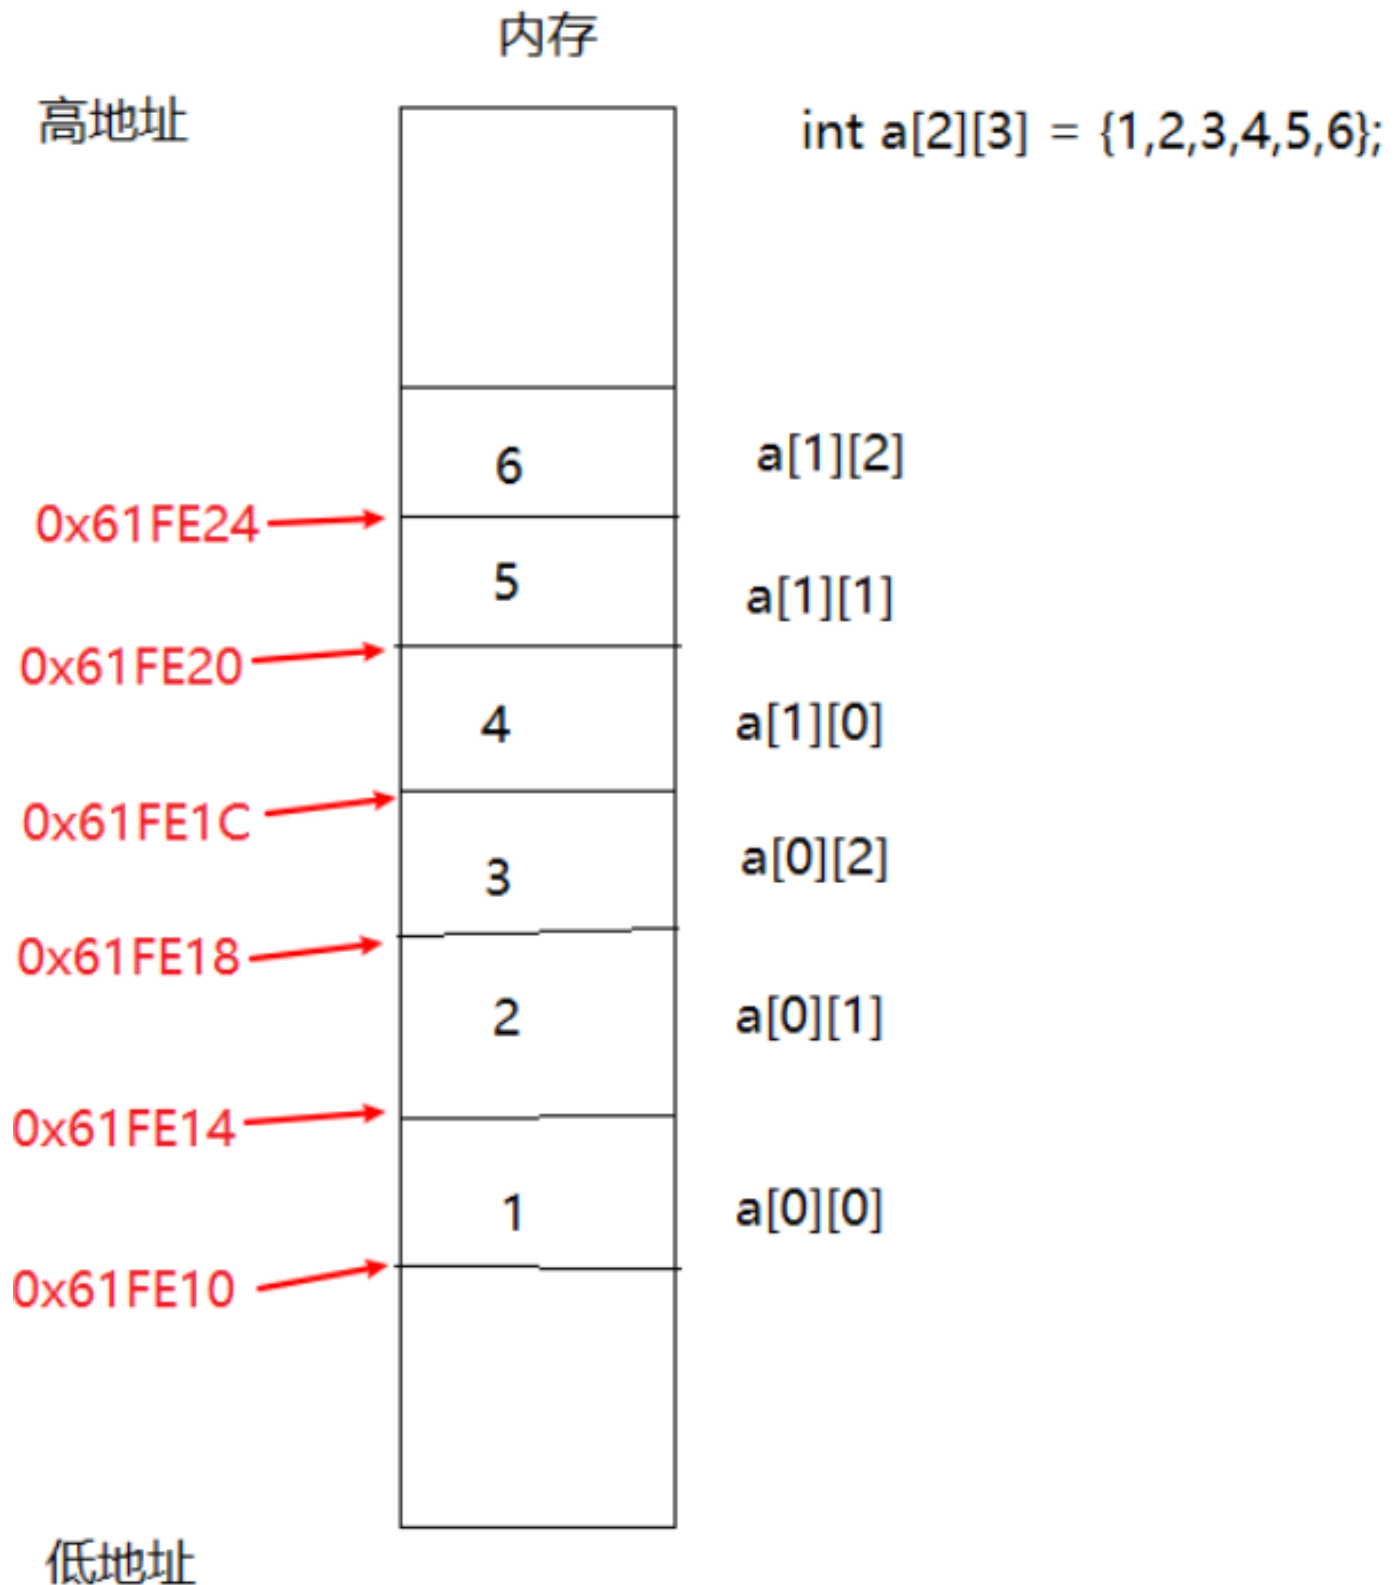 内存
高地址
int a[2][3] = {1,2,3,4,5,6};
6
a[1][2]
0x61FE24
5
a[1][1]
0x61FE20
4
a[1][0]
0x61FE1C
3
a[0][2]
0x61FE18
2
a[0][1]
0x61FE14
1
a[0][0]
0x61FE10
低地址